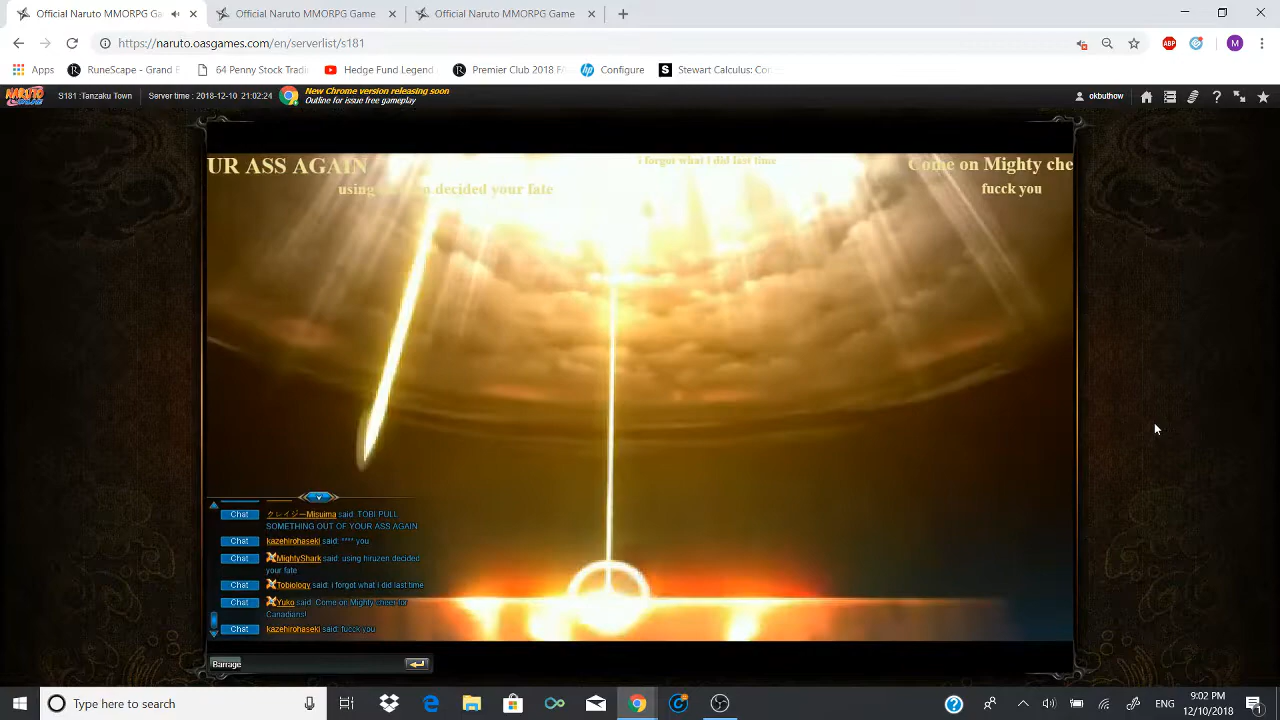 Official Naruto MMORPG Ga
Official Naruto MMORPG Game
Official Naruto MMORPG Game
https://naruto.oasgames.com/en/serverlist/s181
ABP
M
Apps
RuneScape - Grand E
64 Penny Stock Tradi
Hedge Fund Legend
Premier Club 2018 F
Configure
Stewart Calculus: Con
NARUTO
S181 :Tanzaku Town
Server time : 2018-12-10 21:02:24
New Chrome version releasing soon
Outline for issue free gameplay
okbuthow
UR ASS AGAIN
i forgot what I did last time
Come on Mighty che
using decided your fate
fucck you
Chat クレイジーMisuima said: TOBI PULL
SOMETHING OUT OF YOUR ASS AGAIN
Chat kazehirohaseki said: **** you
Chat MightyShark said: using hiruzen decided
your fate
Chat Tobiology said: i forgot what i did last time
Chat Yuko said: Come on Mighty cheer for
Canadians!
Chat kazehirohaseki said: fucck you
Barrage
Type here to search
ENG
9:02 PM
12/10/2018